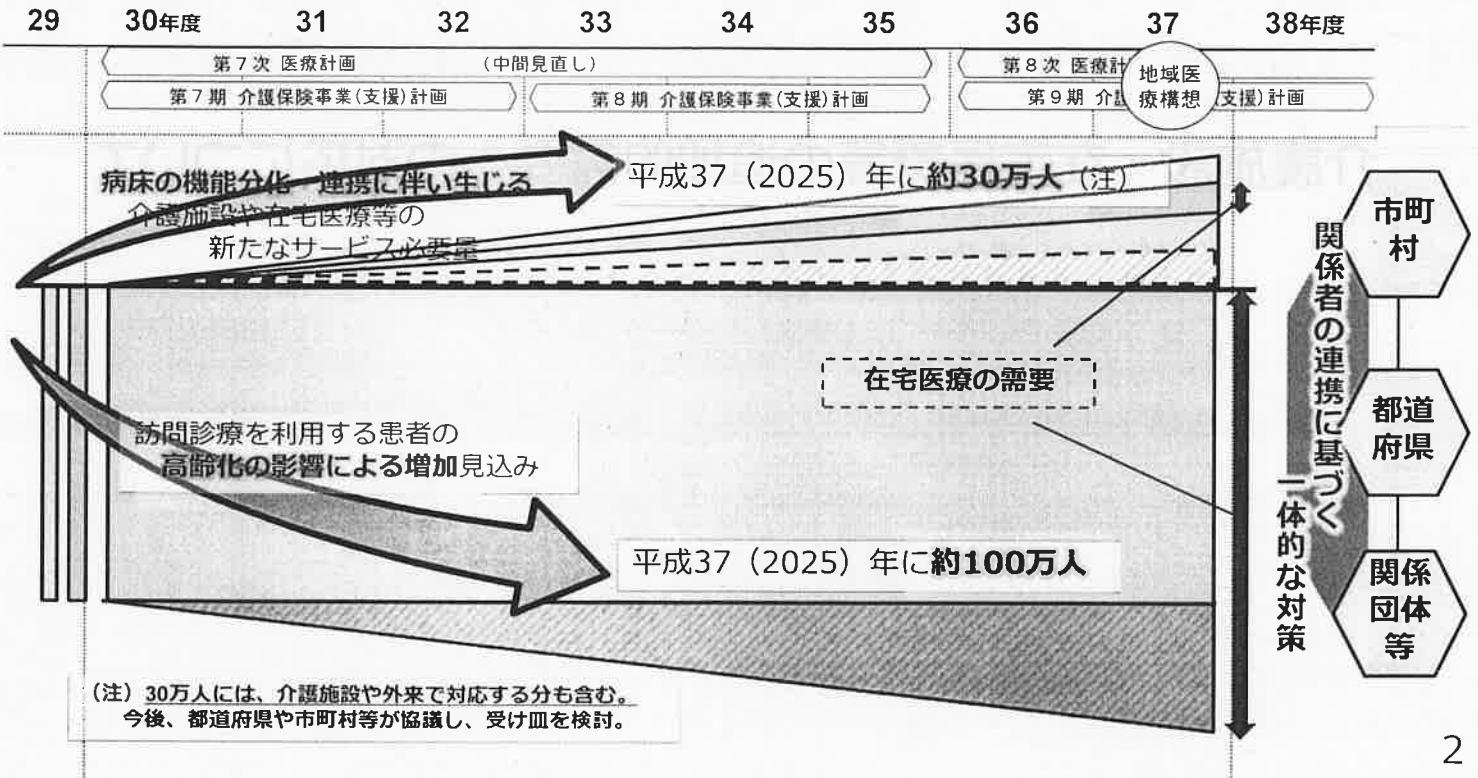 29 30年度 31 32 33 34 35 36 37 38年度
第7次 医療計画 (中間見直し)
第8次 医療計
地域医
療構想
第7期 介護保険事業(支援)計画
第8期 介護保険事業(支援)計画
第9期 介護
支援)計画
病床の機能分化・連携に伴い生じる
介護施設や在宅医療等の
新たなサービス必要量
平成37(2025)年に約30万人(注)
在宅医療の需要
訪問診療を利用する患者の
高齢化の影響による増加見込み
平成37(2025)年に約100万人
(注)30万人には、介護施設や外来で対応する分も含む。
今後、都道府県や市町村等が協議し、受け皿を検討。
関係者の連携に基づく
一体的な対策
市町
村
都道
府県
関係
団体
等
2